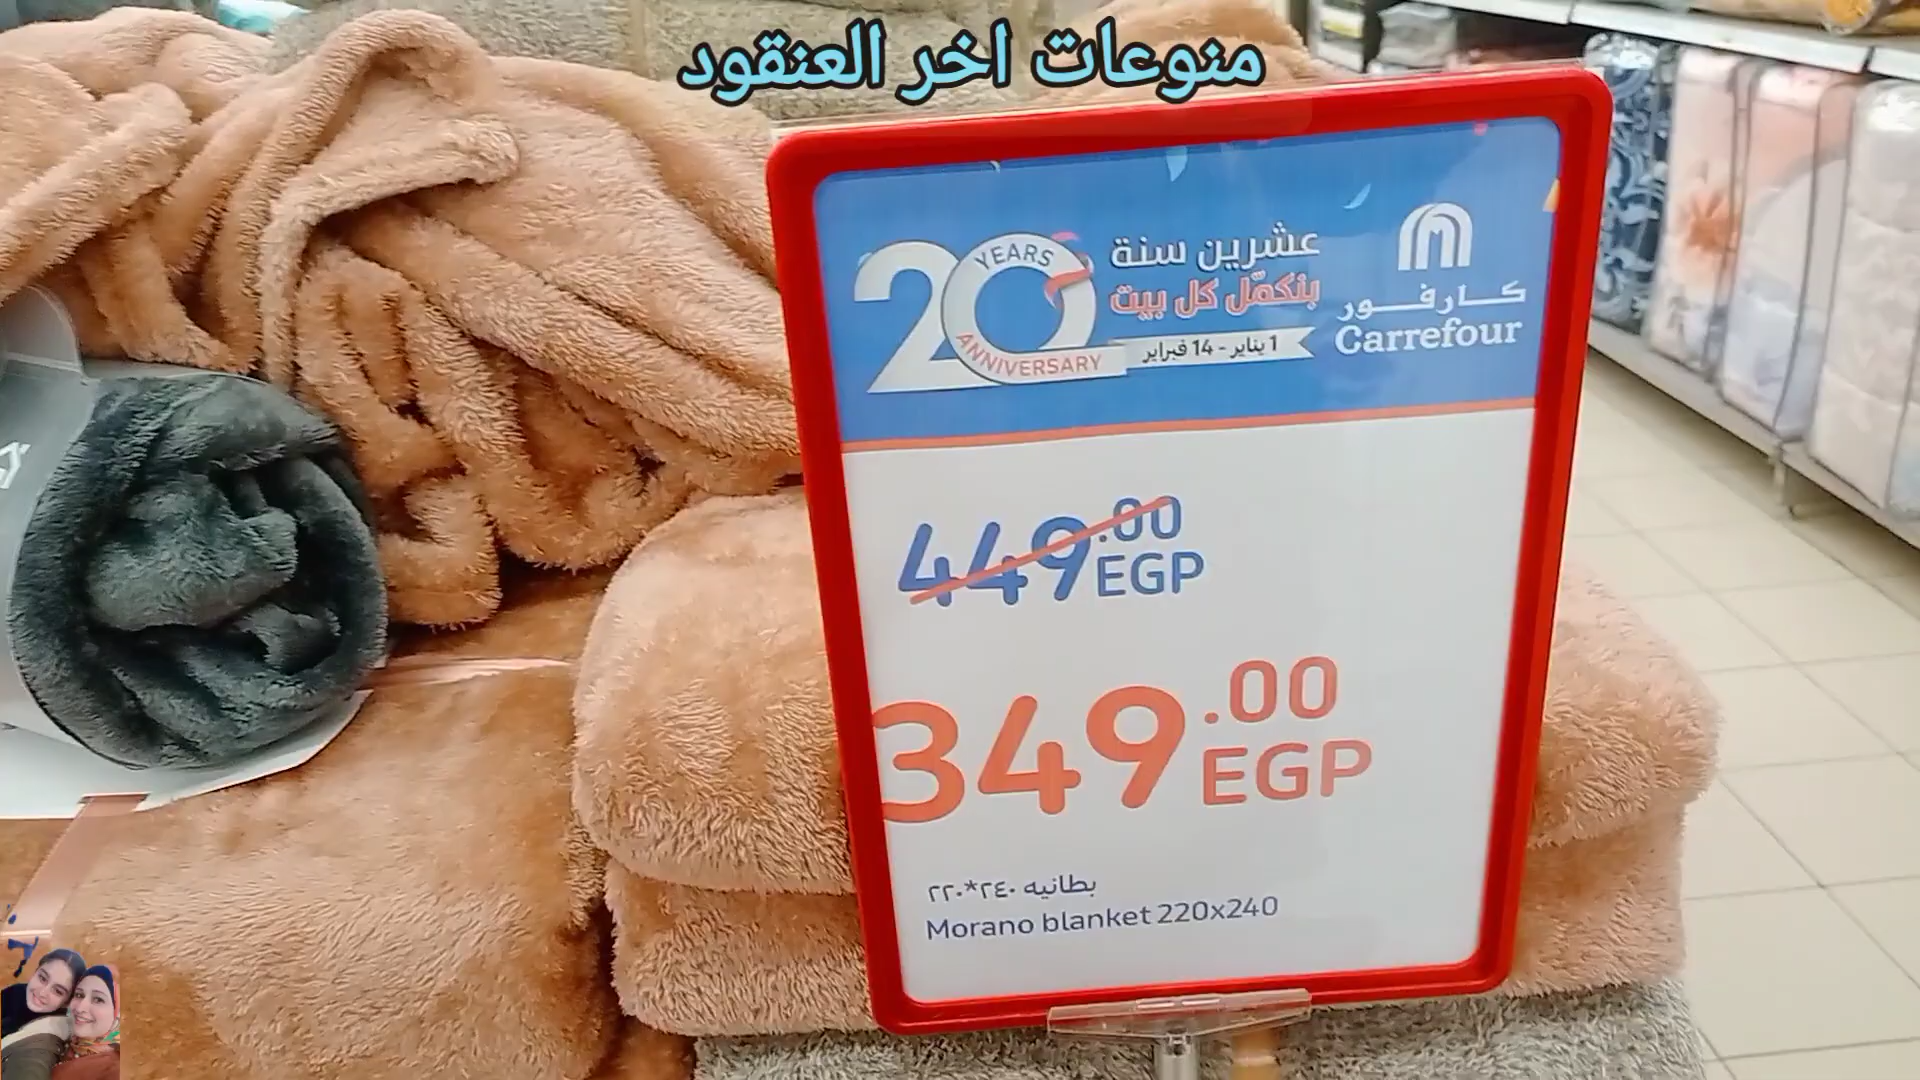 منوعات اخر العنقود
20 YEARS ANNIVERSARY
عشرين سنة
بنكمّل كل بيت
1 يناير - 14 فبراير
كارفور
Carrefour
449.00 EGP
349.00 EGP
بطانيه ٢٤٠*٢٢٠
Morano blanket 220x240